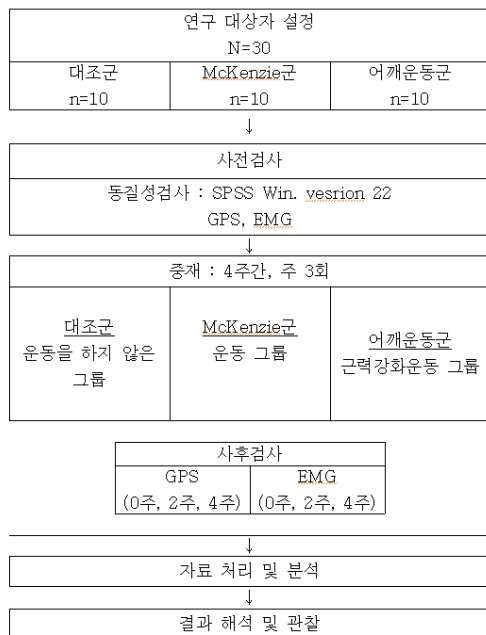 연구 대상자 설정
N=30
대조군 McKenzie군 어깨운동군
n=10 n=10 n=10
↓
사전검사
동질성검사 : SPSS Win. vesrion 22
GPS, EMG
↓
중재 : 4주간, 주 3회
대조군
운동을 하지 않은
그룹
McKenzie군
운동 그룹
어깨운동군
근력강화운동 그룹
사후검사
GPS EMG
(0주, 2주, 4주) (0주, 2주, 4주)
↓
자료 처리 및 분석
↓
결과 해석 및 관찰